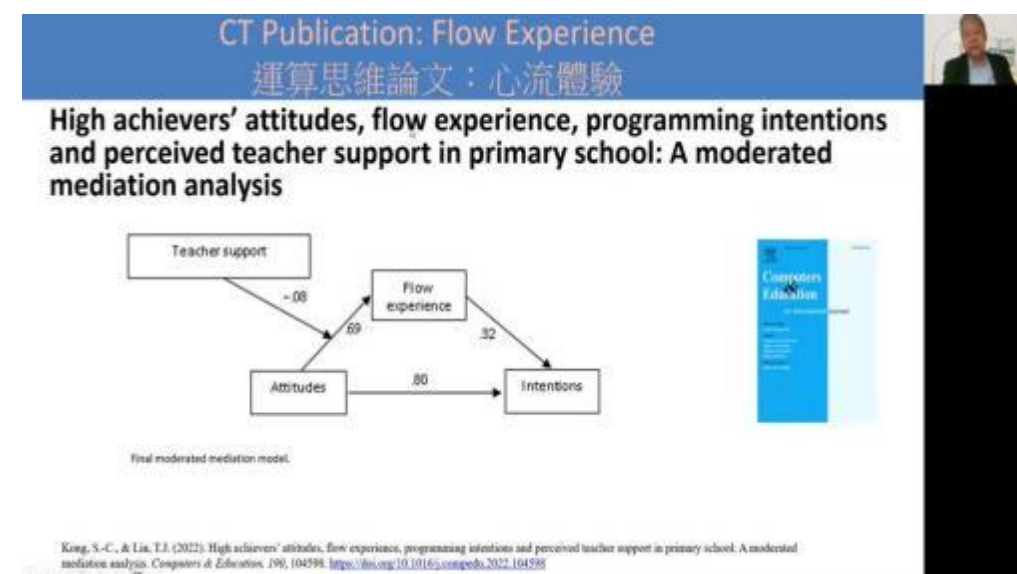 CT Publication: Flow Experience
運算思維論文：心流體驗
High achievers' attitudes, flow experience, programming intentions
and perceived teacher support in primary school: A moderated
mediation analysis
Teacher support
-.08
Flow
experience
.69
.32
Attitudes
.80
Intentions
Computers
&
Education
Final moderated mediation model.
Kong, S.-C., & Lin, T.J. (2022). High achievers' attitudes, flow experience, programming intentions and perceived teacher support in primary school: A moderated
mediation analysis. Computers & Education, 190, 104598. https://doi.org/10.1016/j.compedu.2022.104598